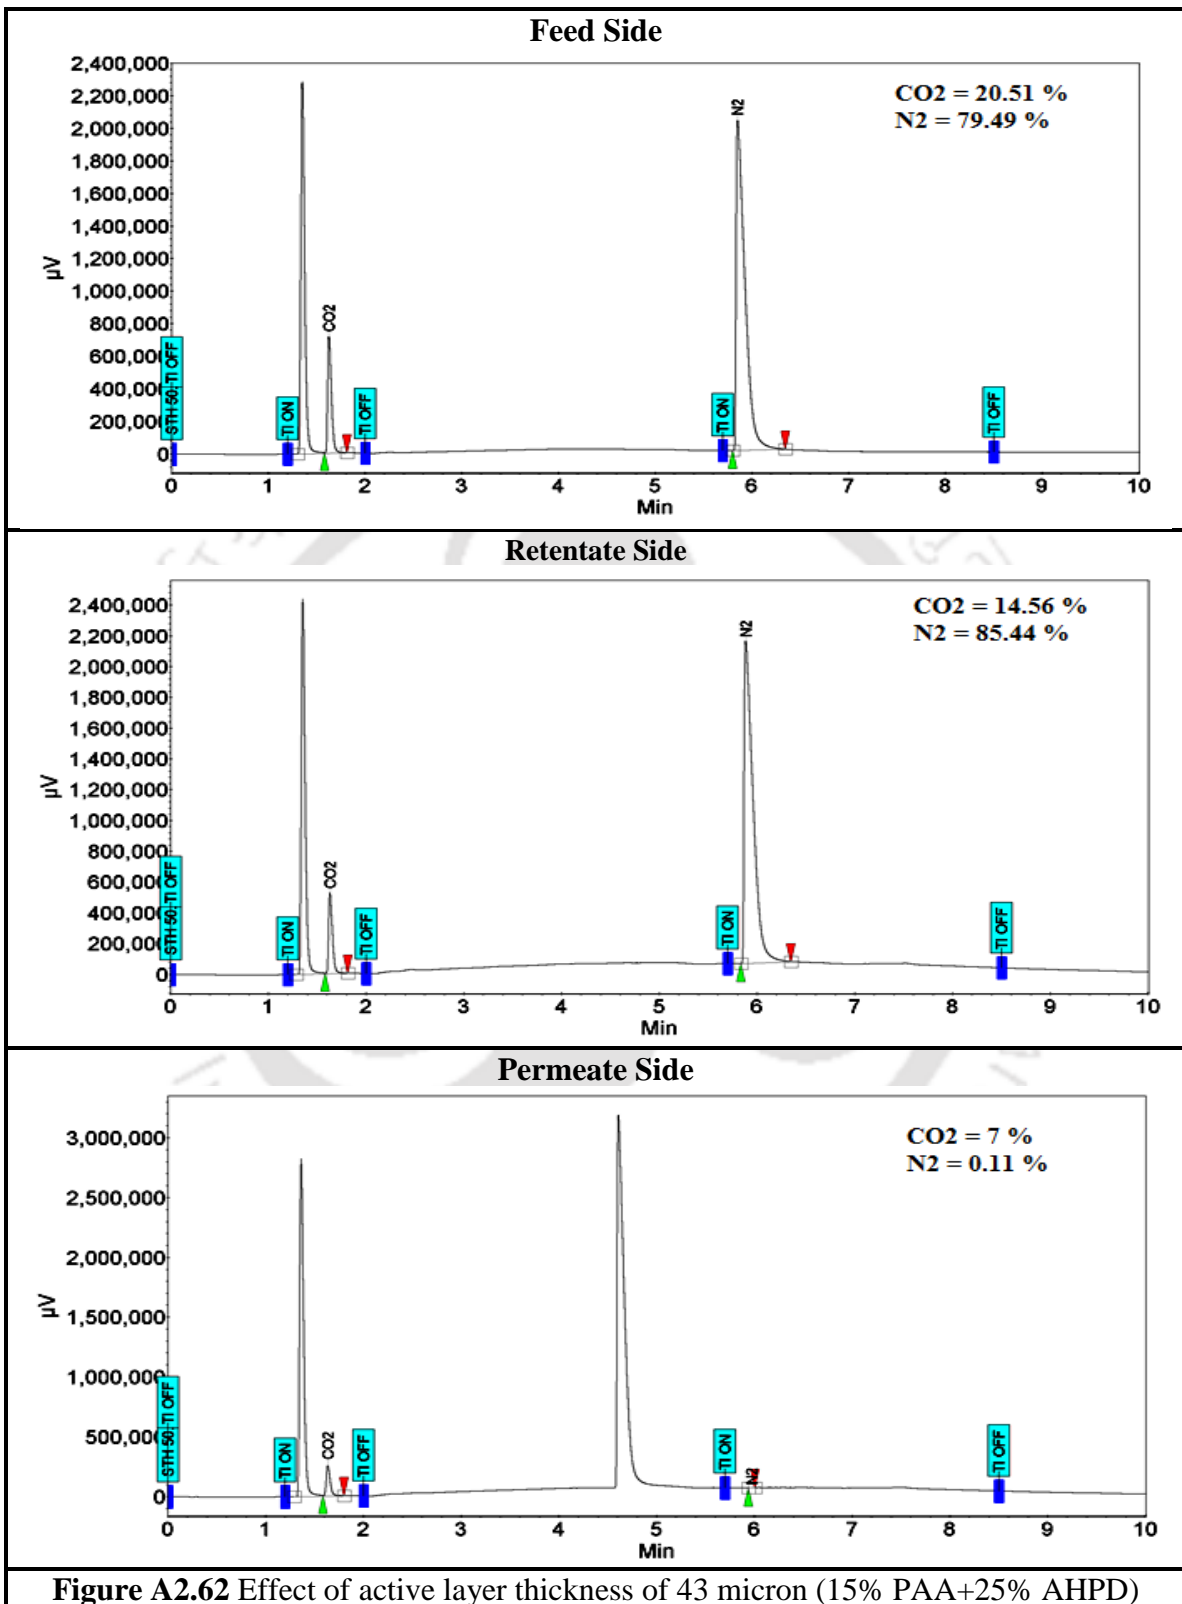 Feed Side
2,400,000
2,200,000
2,000,000
1,800,000
1,600,000
1,400,000
1,200,000
1,000,000
800,000
600,000
400,000
200,000
0
µV
CO2 = 20.51 %
N2 = 79.49 %
STH 50,-TI OFF
-TI ON
CO2
-TI OFF
-TI ON
N2
-TI OFF
0 1 2 3 4 5 6 7 8 9 10
Min
Retentate Side
2,400,000
2,200,000
2,000,000
1,800,000
1,600,000
1,400,000
1,200,000
1,000,000
800,000
600,000
400,000
200,000
0
µV
CO2 = 14.56 %
N2 = 85.44 %
STH 50,-TI OFF
-TI ON
CO2
-TI OFF
-TI ON
N2
-TI OFF
0 1 2 3 4 5 6 7 8 9 10
Min
Permeate Side
3,000,000
2,500,000
2,000,000
1,500,000
1,000,000
500,000
0
µV
CO2 = 7 %
N2 = 0.11 %
STH 50,-TI OFF
-TI ON
CO2
-TI OFF
-TI ON
N2
-TI OFF
0 1 2 3 4 5 6 7 8 9 10
Min
Figure A2.62 Effect of active layer thickness of 43 micron (15% PAA+25% AHPD)